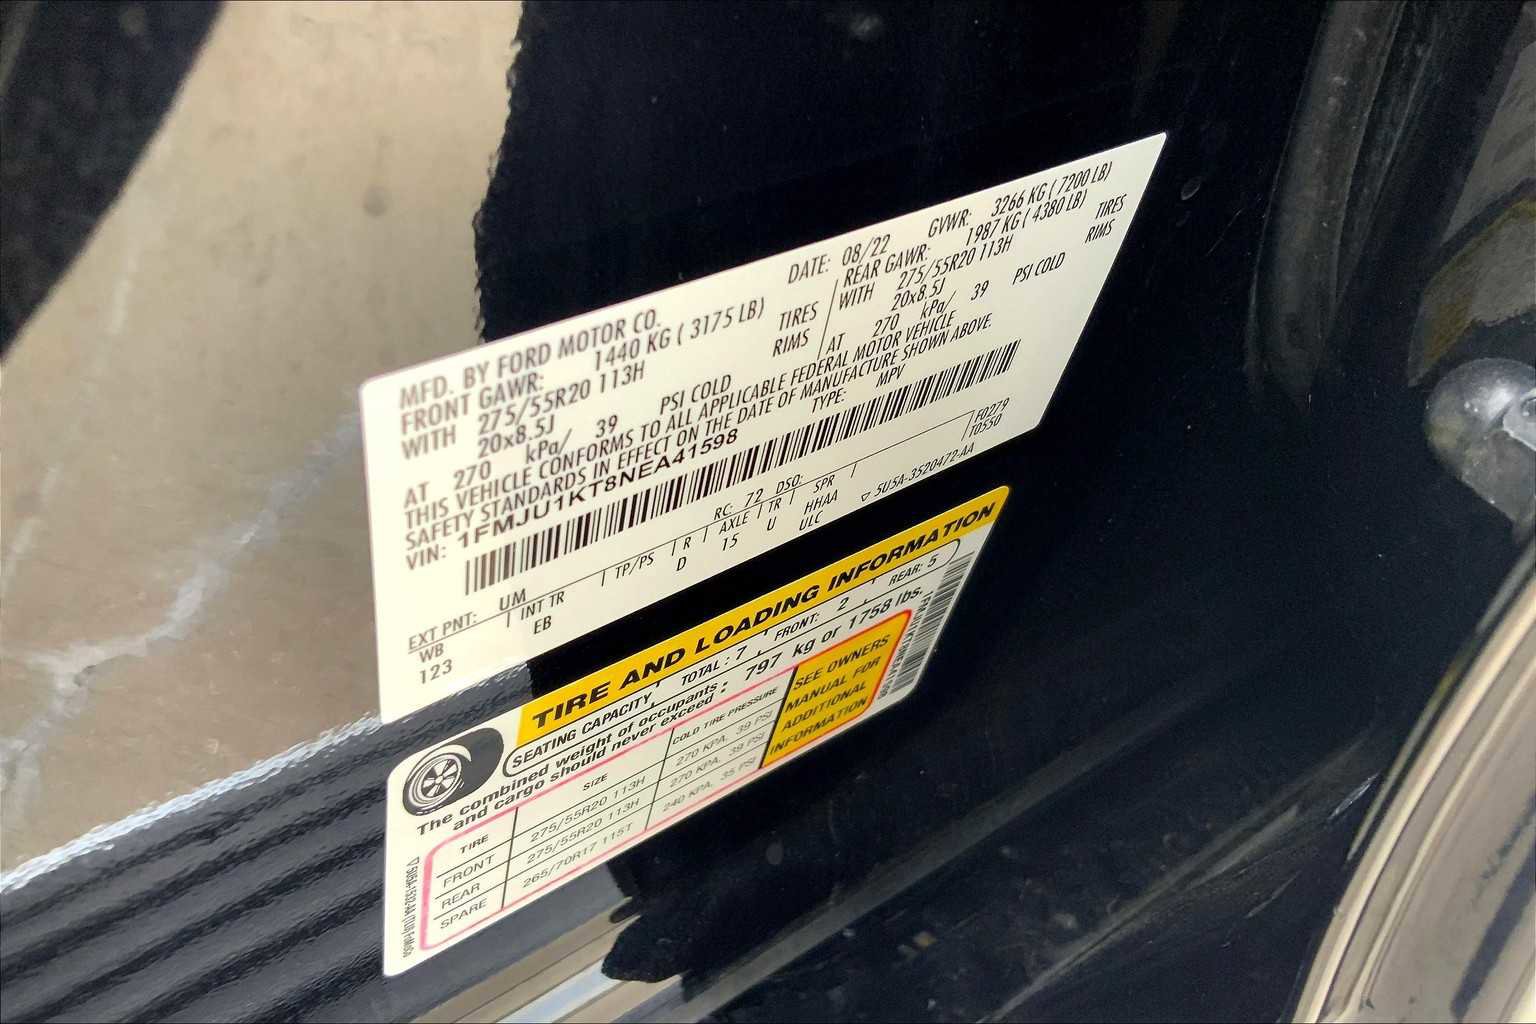 MFD. BY FORD MOTOR CO.
DATE: 08/22 GVWR: 3266 KG ( 7200 LB)
FRONT GAWR: 1440 KG ( 3175 LB)
REAR GAWR: 1987 KG ( 4380 LB)
WITH 275/55R20 113H TIRES
WITH 275/55R20 113H TIRES
20x8.5J RIMS
20x8.5J RIMS
AT 270 kPa/ 39 PSI COLD
AT 270 kPa/ 39 PSI COLD
THIS VEHICLE CONFORMS TO ALL APPLICABLE FEDERAL MOTOR VEHICLE
SAFETY STANDARDS IN EFFECT ON THE DATE OF MANUFACTURE SHOWN ABOVE.
VIN: 1FMJU1KT8NEA41598 TYPE: MPV
EXT PNT: UM RC: 72 DSO:
WB INT TR TP/PS R AXLE TR SPR F0279
123 EB D 15 U HHAA T0550
ULC ▽ 5U5A-3520472-AA
TIRE AND LOADING INFORMATION
SEATING CAPACITY, TOTAL: 7 , FRONT: 2 , REAR: 5
The combined weight of occupants
and cargo should never exceed : 797 kg or 1758 lbs.
TIRE SIZE COLD TIRE PRESSURE
FRONT 275/55R20 113H 270 KPA, 39 PSI
REAR 275/55R20 113H 270 KPA, 39 PSI
SPARE 265/70R17 115T 240 KPA, 35 PSI
SEE OWNERS
MANUAL FOR
ADDITIONAL
INFORMATION